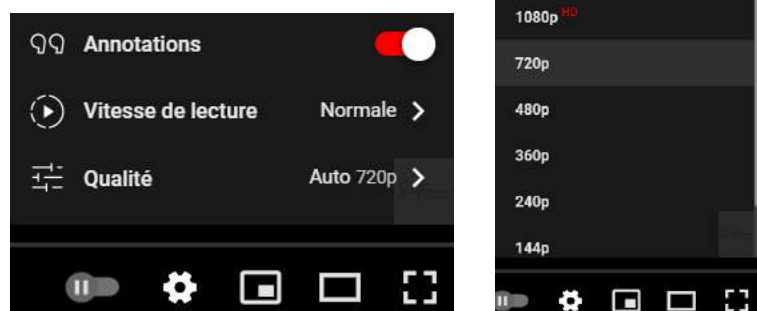 Annotations
Vitesse de lecture Normale
Qualité Auto 720p
1080p HD
720p
480p
360p
240p
144p